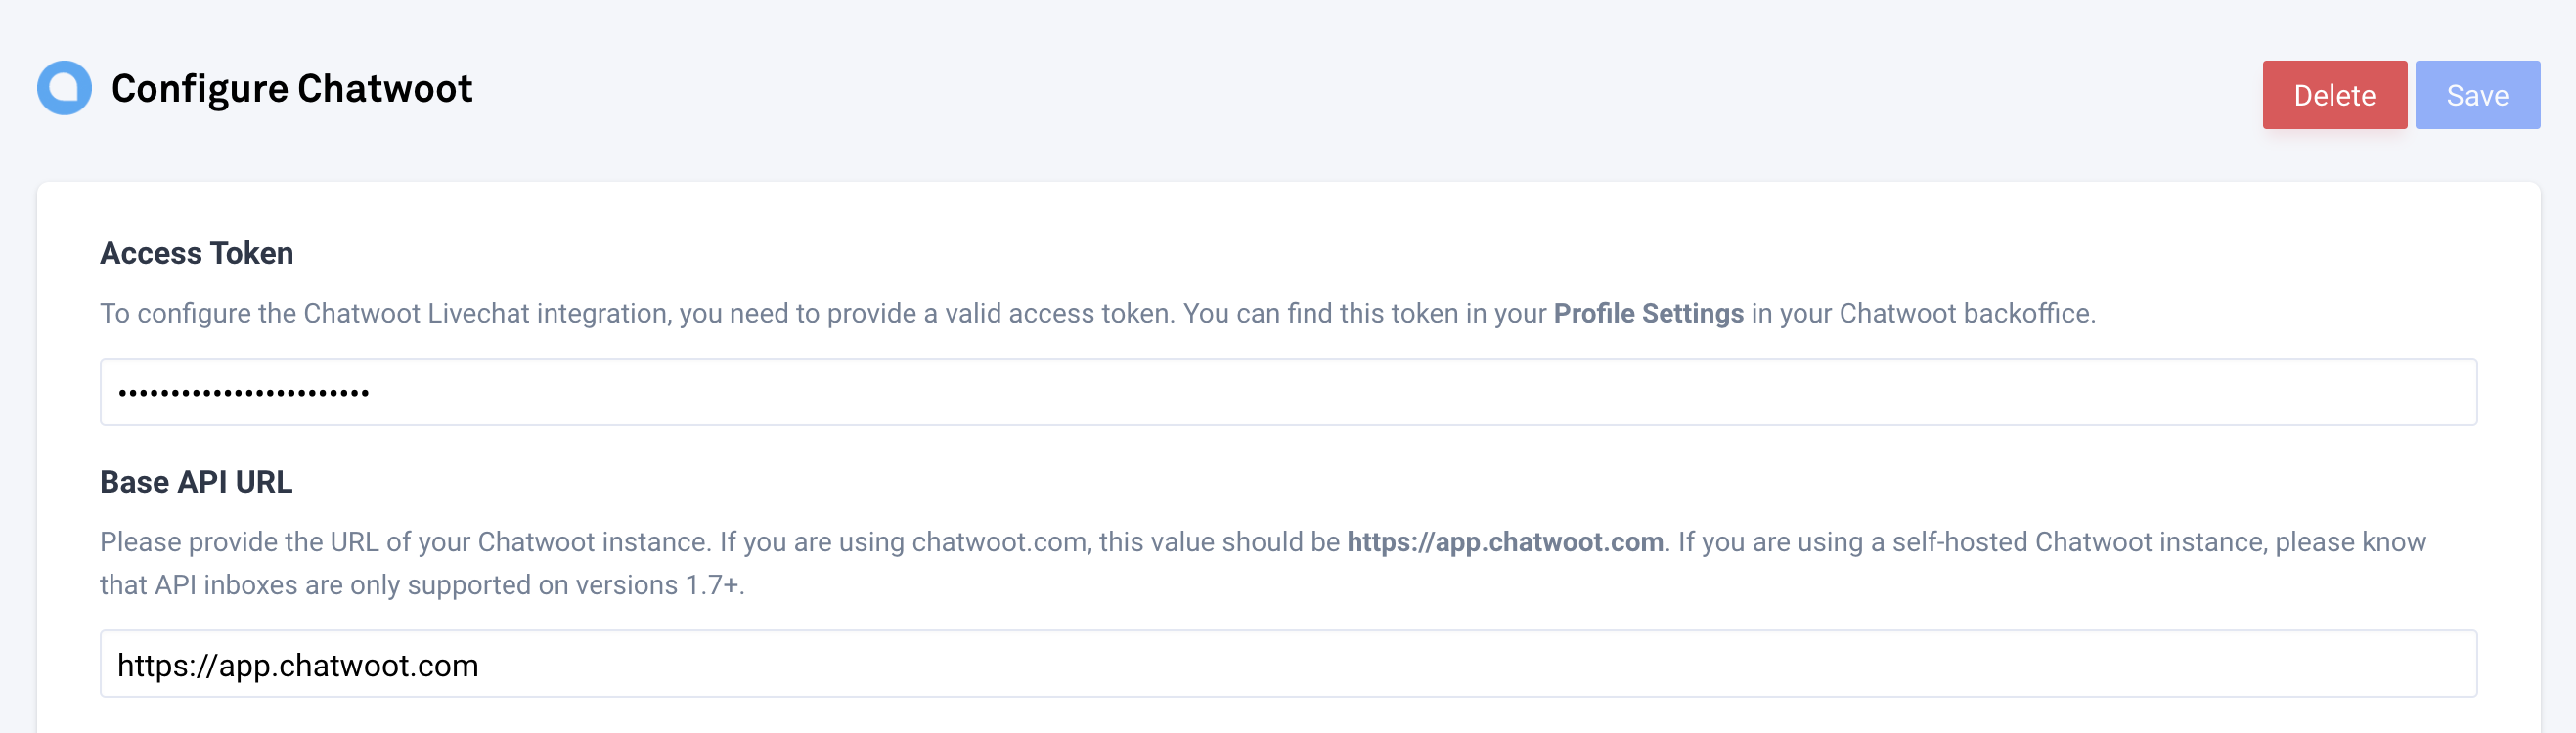 Configure Chatwoot
Delete
Save
Access Token
To configure the Chatwoot Livechat integration, you need to provide a valid access token. You can find this token in your Profile Settings in your Chatwoot backoffice.
••••••••••••••••••••••••
Base API URL
Please provide the URL of your Chatwoot instance. If you are using chatwoot.com, this value should be https://app.chatwoot.com. If you are using a self-hosted Chatwoot instance, please know
that API inboxes are only supported on versions 1.7+.
https://app.chatwoot.com